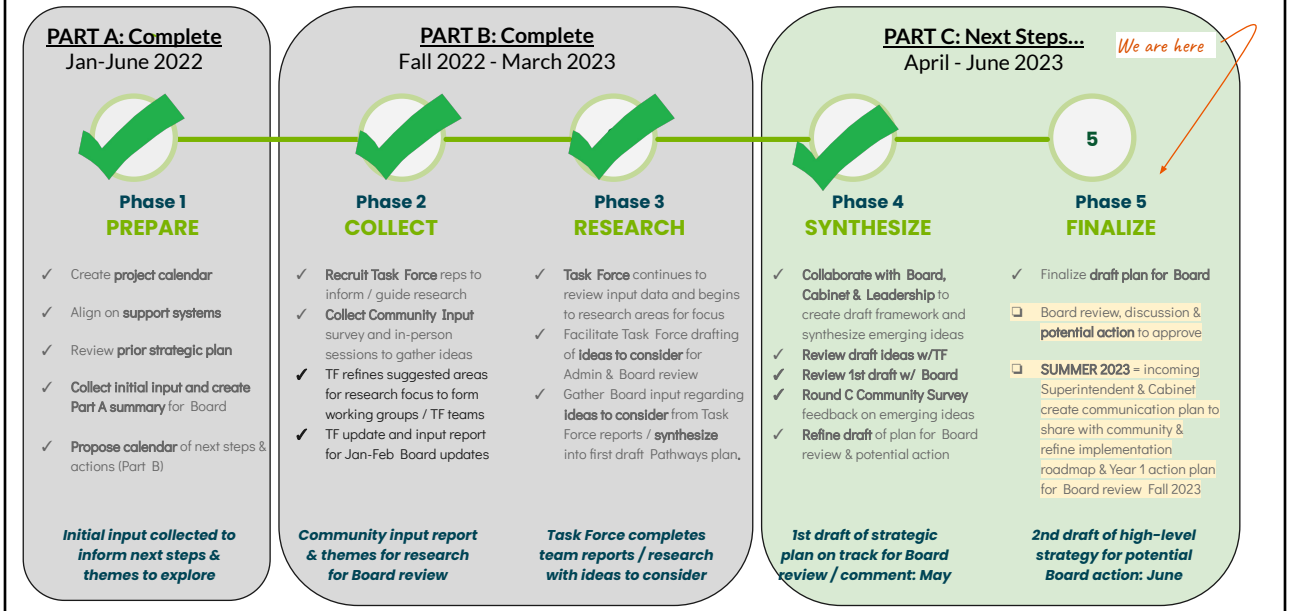 PART A: Complete
Jan-June 2022
PART B: Complete
Fall 2022 - March 2023
PART C: Next Steps...
April - June 2023
We are here
5
Phase 1
PREPARE
✓ Create project calendar
✓ Align on support systems
✓ Review prior strategic plan
✓ Collect initial input and create
Part A summary for Board
✓ Propose calendar of next steps &
actions (Part B)
Initial input collected to
inform next steps &
themes to explore
Phase 2
COLLECT
✓ Recruit Task Force reps to
inform / guide research
✓ Collect Community Input
survey and in-person
sessions to gather ideas
✓ TF refines suggested areas
for research focus to form
working groups / TF teams
✓ TF update and input report
for Jan-Feb Board updates
Community input report
& themes for research
for Board review
Phase 3
RESEARCH
✓ Task Force continues to
review input data and begins
to research areas for focus
✓ Facilitate Task Force drafting
of ideas to consider for
Admin & Board review
✓ Gather Board input regarding
ideas to consider from Task
Force reports / synthesize
into first draft Pathways plan.
Task Force completes
team reports / research
with ideas to consider
Phase 4
SYNTHESIZE
✓ Collaborate with Board,
Cabinet & Leadership to
create draft framework and
synthesize emerging ideas
✓ Review draft ideas w/TF
✓ Review 1st draft w/ Board
✓ Round C Community Survey
feedback on emerging ideas
✓ Refine draft of plan for Board
review & potential action
1st draft of strategic
plan on track for Board
review / comment: May
Phase 5
FINALIZE
✓ Finalize draft plan for Board
❏ Board review, discussion &
potential action to approve
❏ SUMMER 2023 = incoming
Superintendent & Cabinet
create communication plan to
share with community &
refine implementation
roadmap & Year 1 action plan
for Board review Fall 2023
2nd draft of high-level
strategy for potential
Board action: June